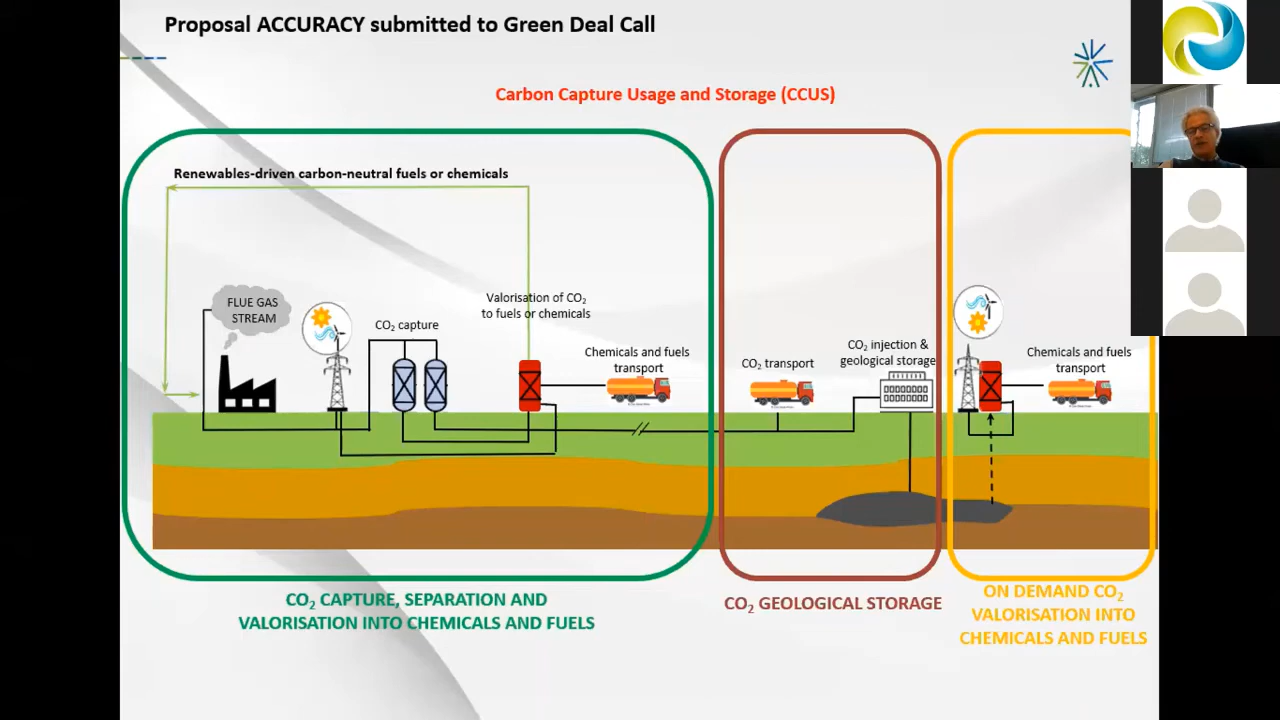 Proposal ACCURACY submitted to Green Deal Call
Carbon Capture Usage and Storage (CCUS)
Renewables-driven carbon-neutral fuels or chemicals
FLUE GAS
STREAM
CO₂ capture
Valorisation of CO₂
to fuels or chemicals
Chemicals and fuels
transport
CO₂ transport
CO₂ injection &
geological storage
Chemicals and fuels
transport
CO₂ CAPTURE, SEPARATION AND
VALORISATION INTO CHEMICALS AND FUELS
CO₂ GEOLOGICAL STORAGE
ON DEMAND CO₂
VALORISATION INTO
CHEMICALS AND FUELS